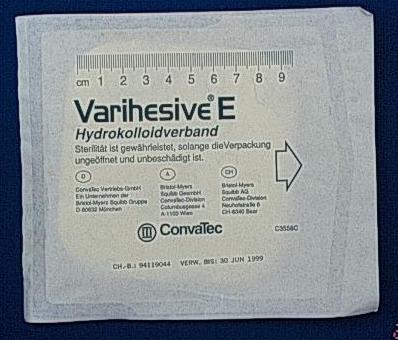 cm 1 2 3 4 5 6 7 8 9
Varihesive® E
Hydrokolloidverband
Sterilität ist gewährleistet, solange die Verpackung
ungeöffnet und unbeschädigt ist.
D
ConvaTec Vertriebs-GmbH
Ein Unternehmen der
Bristol-Myers Squibb Gruppe
D-80632 München
A
Bristol-Myers
Squibb GesmbH
ConvaTec-Division
Columbusgasse 4
A-1100 Wien
CH
Bristol-Myers
Squibb AG
ConvaTec-Division
Neuhofstraße 6
CH-6340 Baar
ConvaTec
C3556C
CH.-B.: 94119044 VERW. BIS: 30 JUN 1999